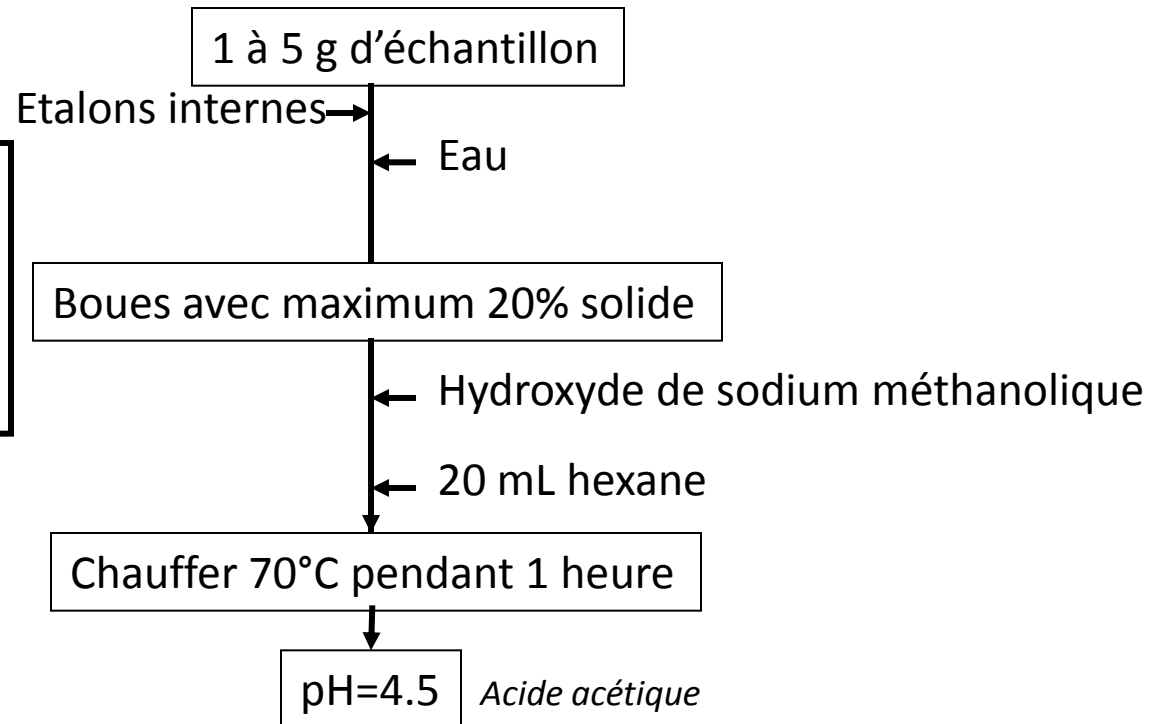 1 à 5 g d’échantillon
Etalons internes
Eau
Boues avec maximum 20% solide
Hydroxyde de sodium méthanolique
20 mL hexane
Chauffer 70°C pendant 1 heure
pH=4.5
Acide acétique